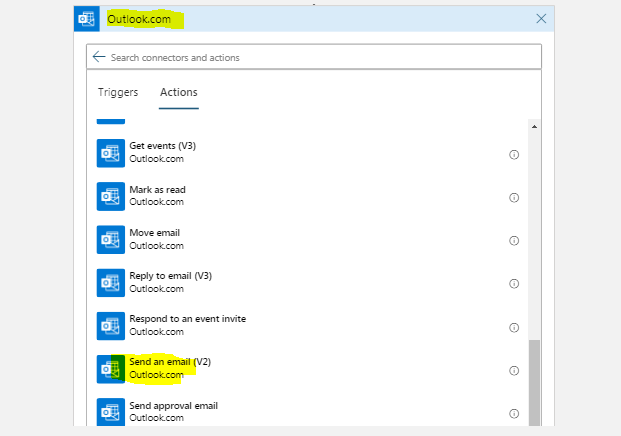 Outlook.com
Search connectors and actions
Triggers Actions
Get events (V3)
Outlook.com
Mark as read
Outlook.com
Move email
Outlook.com
Reply to email (V3)
Outlook.com
Respond to an event invite
Outlook.com
Send an email (V2)
Outlook.com
Send approval email
Outlook.com